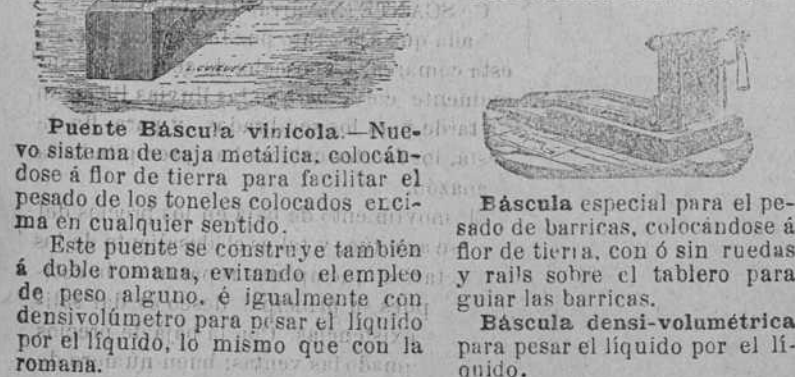 Puente Báscula vinicola.—Nue-
vo sistema de caja metálica, colocán-
dose á flor de tierra para facilitar el
pesado de los toneles colocados enci-
ma en cualquier sentido.
Este puente se construye también
á doble romana, evitando el empleo
de peso alguno, é igualmente con
densivolúmetro para pesar el líquido
por el líquido, lo mismo que con la
romana.
Báscula especial para el pe-
sado de barricas, colocándose á
flor de tierra, con ó sin ruedas
y rails sobre el tablero para
guiar las barricas.
Báscula densi-volumétrica
para pesar el líquido por el lí-
quido.